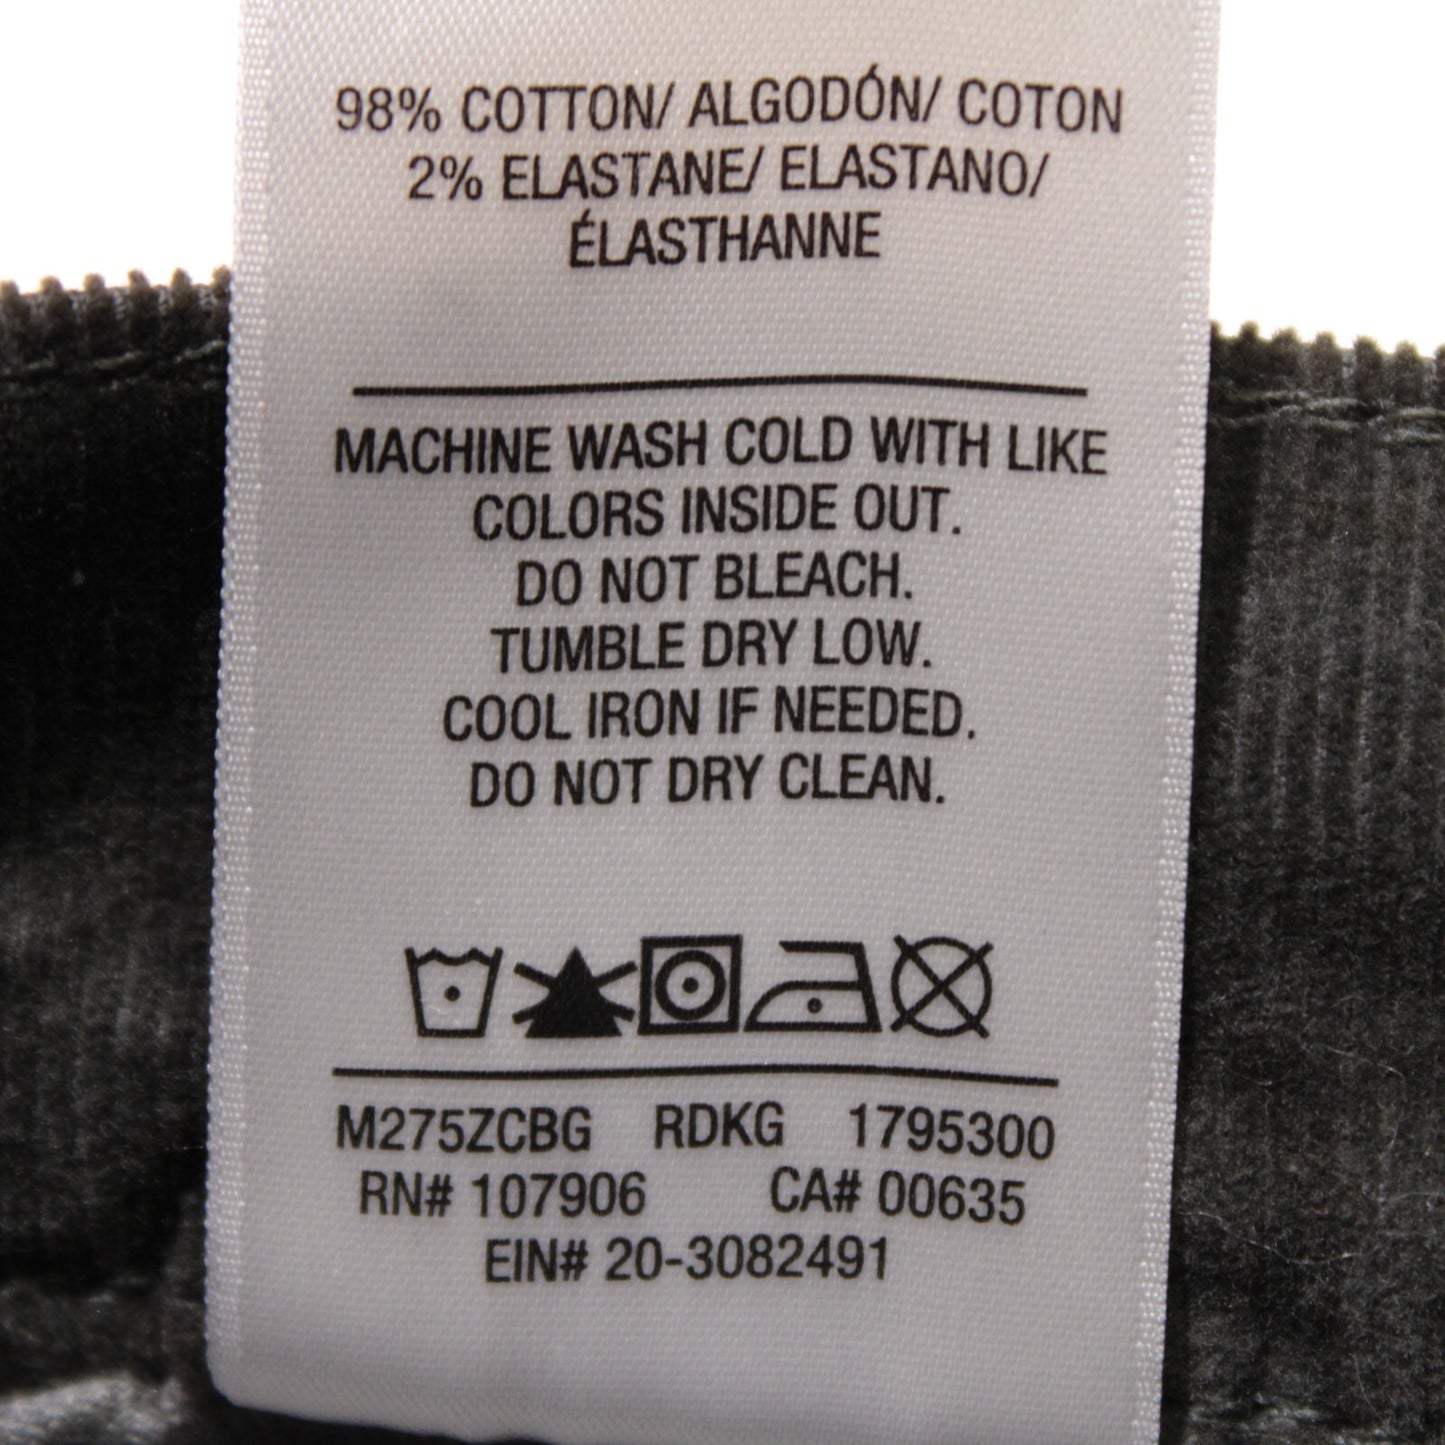 98% COTTON/ ALGODÓN/ COTON
2% ELASTANE/ ELASTANO/
ÉLASTHANNE
MACHINE WASH COLD WITH LIKE
COLORS INSIDE OUT.
DO NOT BLEACH.
TUMBLE DRY LOW.
COOL IRON IF NEEDED.
DO NOT DRY CLEAN.
M275ZCBG RDKG 1795300
RN# 107906 CA# 00635
EIN# 20-3082491